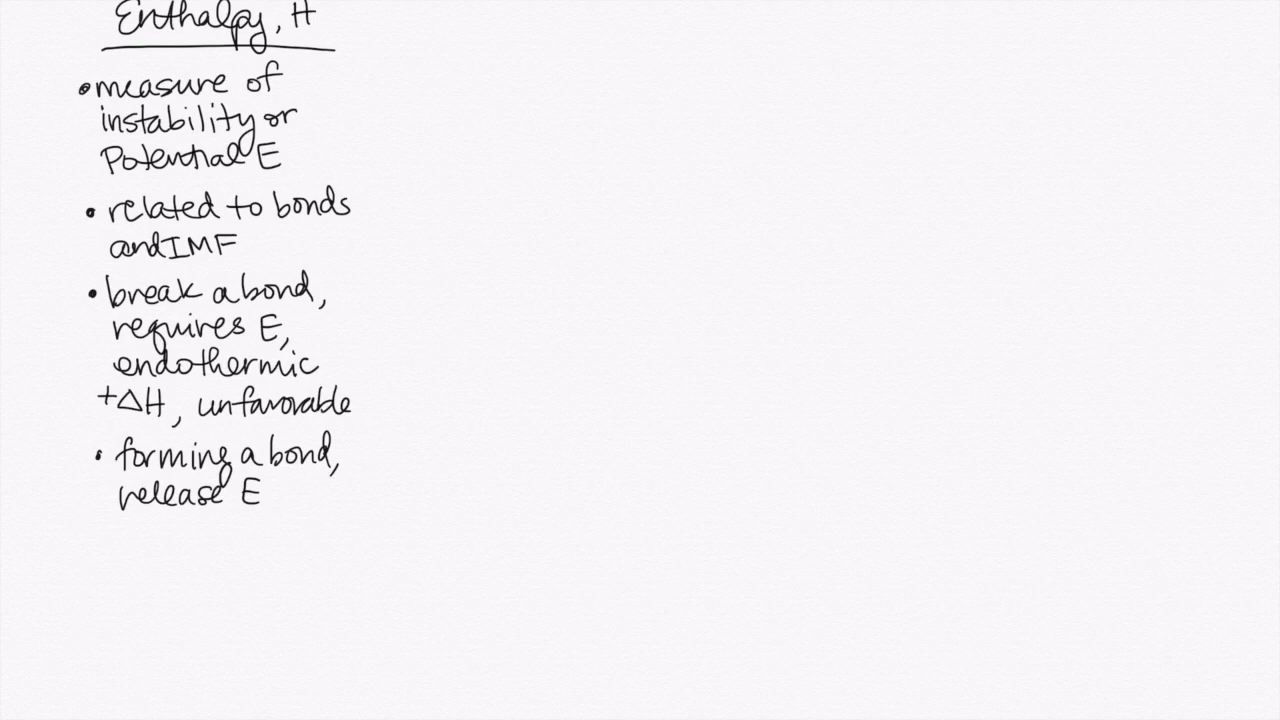 Enthalpy, H
• measure of
instability or
Potential E
• related to bonds
and IMF
• break a bond,
requires E,
endothermic
+ΔH, unfavorable
• forming a bond,
release E